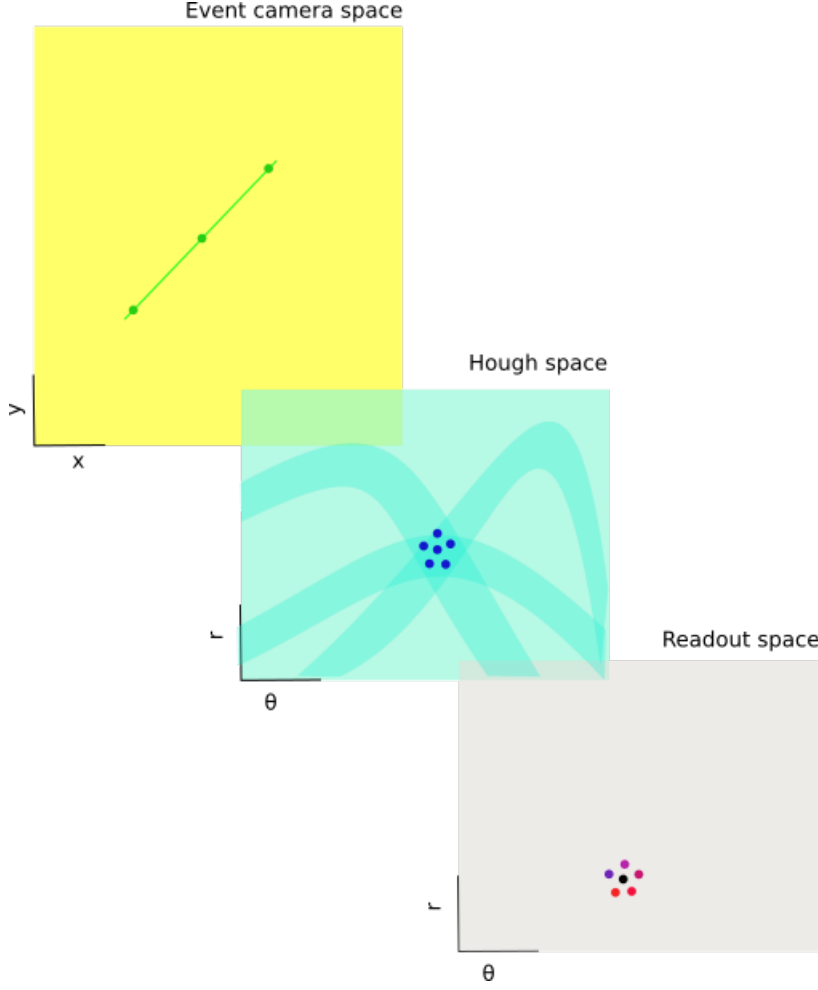 Event camera space
y
x
Hough space
r
θ
Readout space
r
θ